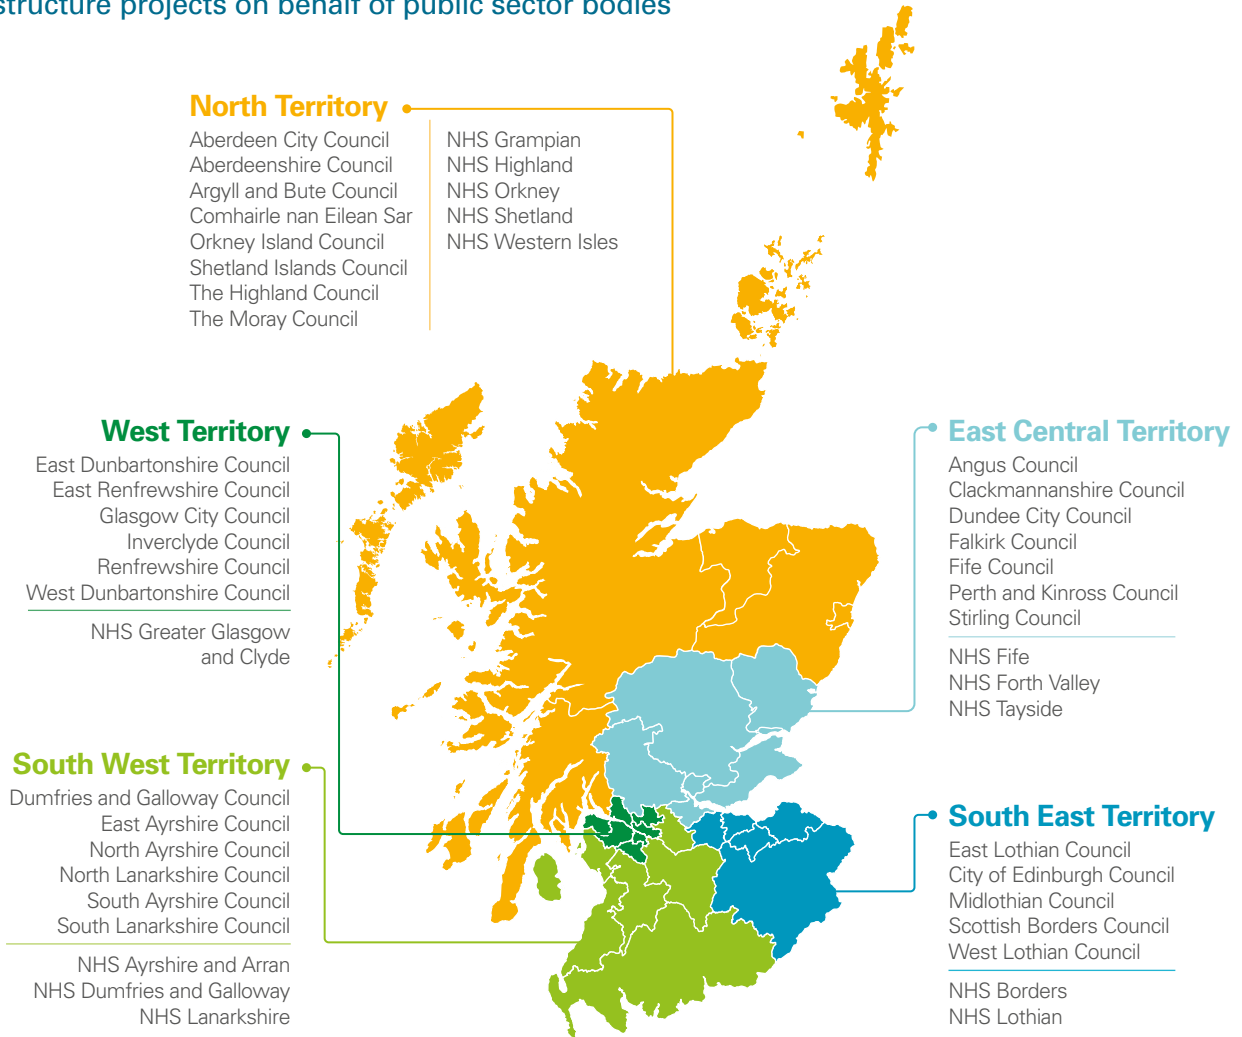 structure projects on behalf of public sector bodies
North Territory
Aberdeen City Council
Aberdeenshire Council
Argyll and Bute Council
Comhairle nan Eilean Sar
Orkney Island Council
Shetland Islands Council
The Highland Council
The Moray Council
NHS Grampian
NHS Highland
NHS Orkney
NHS Shetland
NHS Western Isles
West Territory
East Dunbartonshire Council
East Renfrewshire Council
Glasgow City Council
Inverclyde Council
Renfrewshire Council
West Dunbartonshire Council
NHS Greater Glasgow
and Clyde
East Central Territory
Angus Council
Clackmannanshire Council
Dundee City Council
Falkirk Council
Fife Council
Perth and Kinross Council
Stirling Council
NHS Fife
NHS Forth Valley
NHS Tayside
South West Territory
Dumfries and Galloway Council
East Ayrshire Council
North Ayrshire Council
North Lanarkshire Council
South Ayrshire Council
South Lanarkshire Council
NHS Ayrshire and Arran
NHS Dumfries and Galloway
NHS Lanarkshire
South East Territory
East Lothian Council
City of Edinburgh Council
Midlothian Council
Scottish Borders Council
West Lothian Council
NHS Borders
NHS Lothian